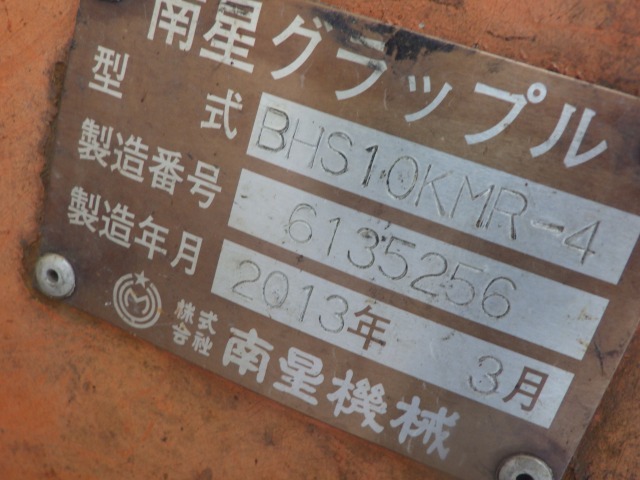 南星グラップル
型式 BHS10KMR-4
製造番号 6135256
製造年月 2013年 3月
株式会社 南星機械